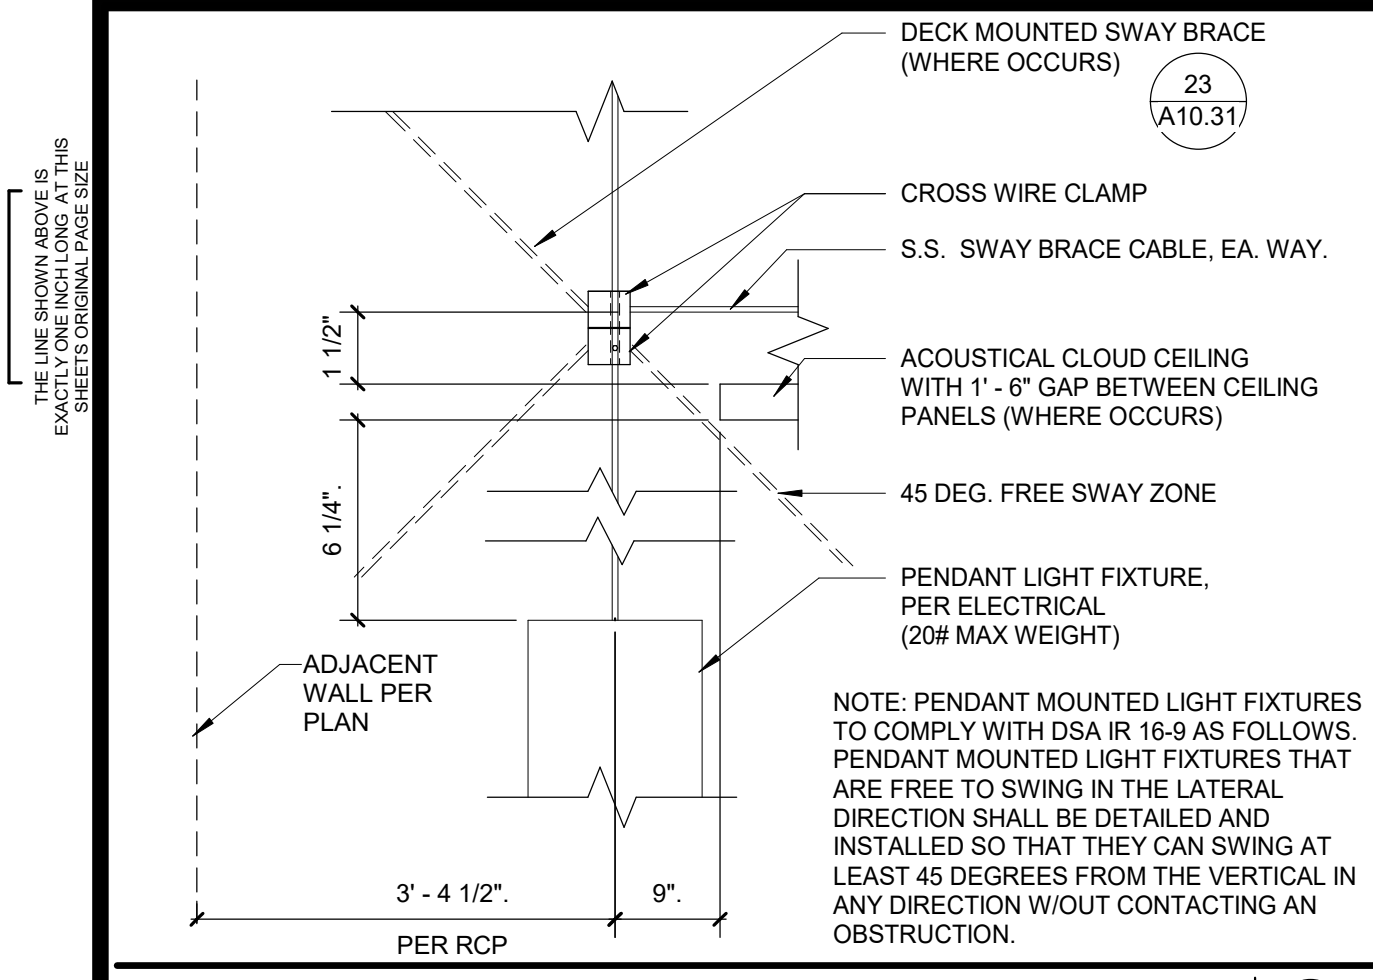 DECK MOUNTED SWAY BRACE
(WHERE OCCURS)
23
A10.31
CROSS WIRE CLAMP
S.S. SWAY BRACE CABLE, EA. WAY.
ACOUSTICAL CLOUD CEILING
WITH 1' - 6" GAP BETWEEN CEILING
PANELS (WHERE OCCURS)
45 DEG. FREE SWAY ZONE
PENDANT LIGHT FIXTURE,
PER ELECTRICAL
(20# MAX WEIGHT)
NOTE: PENDANT MOUNTED LIGHT FIXTURES
TO COMPLY WITH DSA IR 16-9 AS FOLLOWS.
PENDANT MOUNTED LIGHT FIXTURES THAT
ARE FREE TO SWING IN THE LATERAL
DIRECTION SHALL BE DETAILED AND
INSTALLED SO THAT THEY CAN SWING AT
LEAST 45 DEGREES FROM THE VERTICAL IN
ANY DIRECTION W/OUT CONTACTING AN
OBSTRUCTION.
1 1/2"
6 1/4".
ADJACENT
WALL PER
PLAN
3' - 4 1/2".
9".
PER RCP
THE LINE SHOWN ABOVE IS
EXACTLY ONE INCH LONG AT THIS
SHEETS ORIGINAL PAGE SIZE